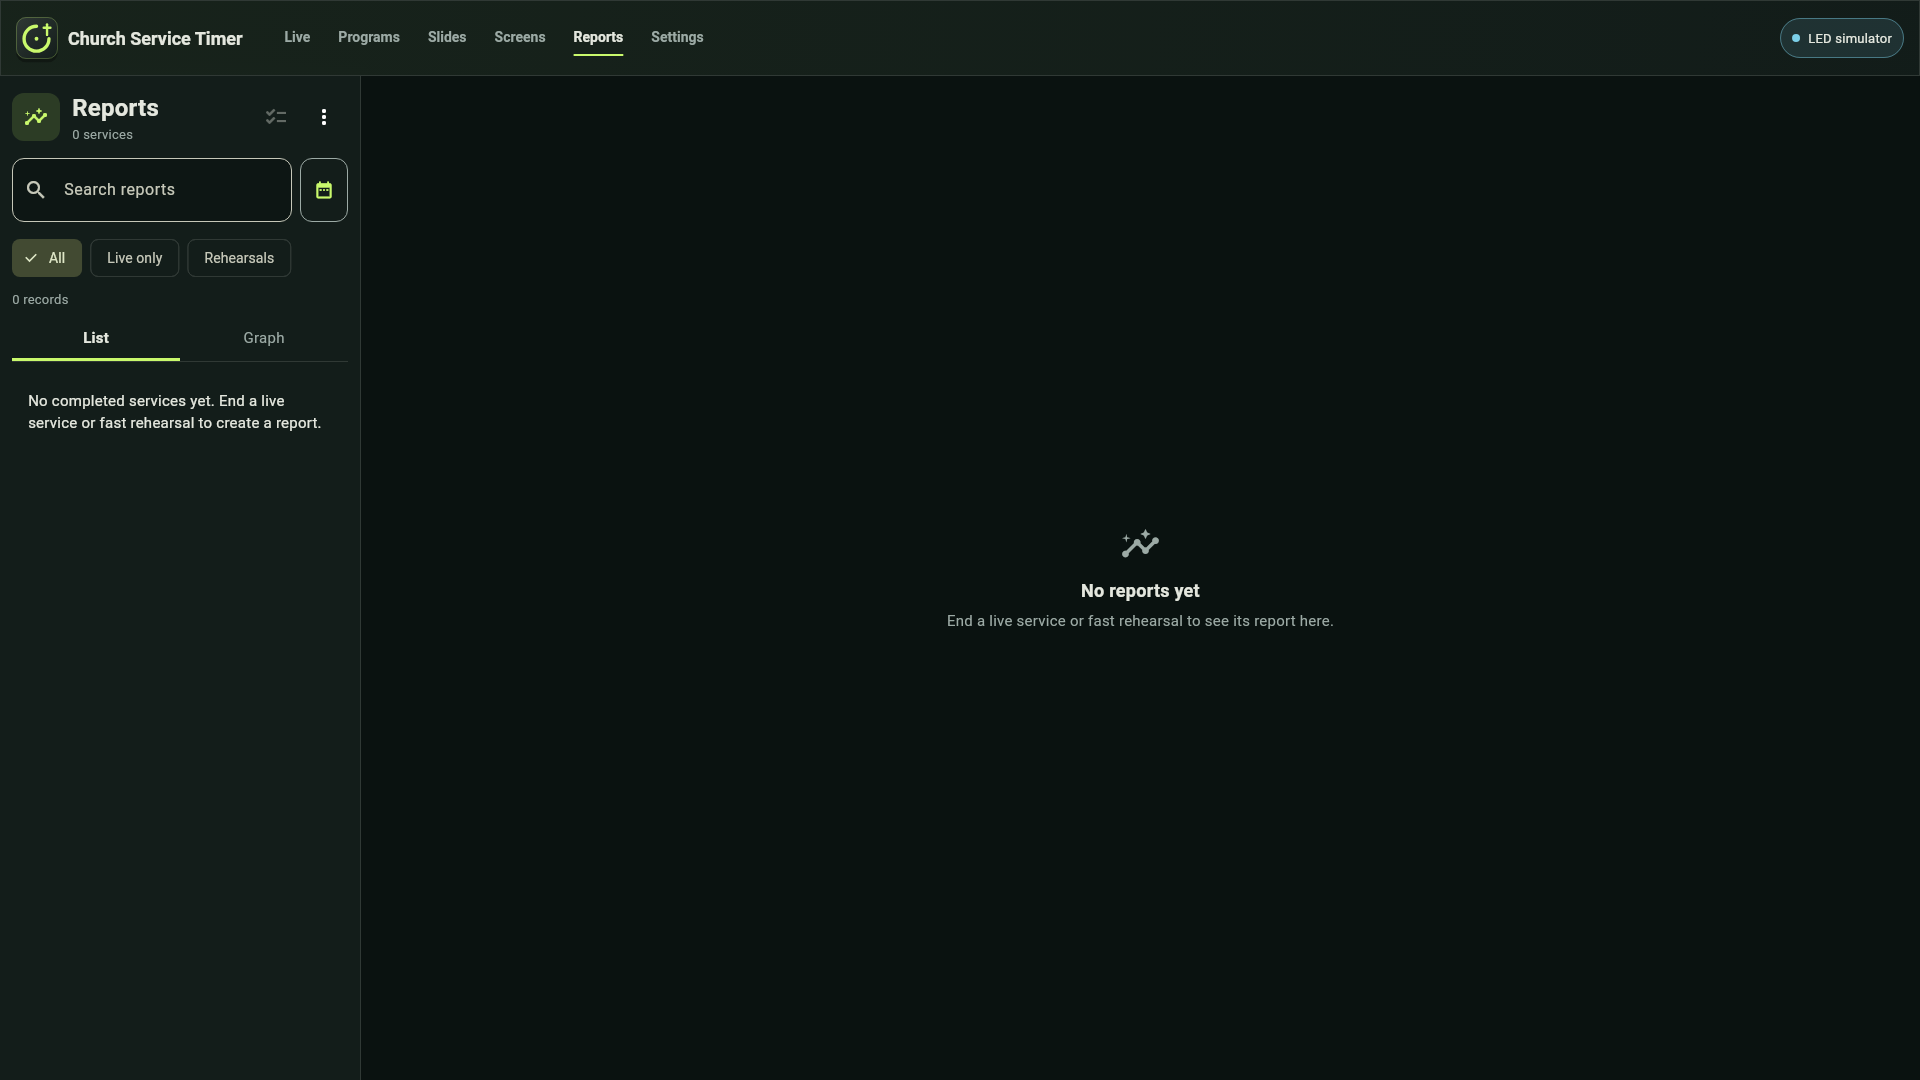 Church Service Timer
Live
Programs
Slides
Screens
Reports
Settings
LED simulator
Reports
0 services
Search reports
All
Live only
Rehearsals
0 records
List
Graph
No completed services yet. End a live
service or fast rehearsal to create a report.
No reports yet
End a live service or fast rehearsal to see its report here.